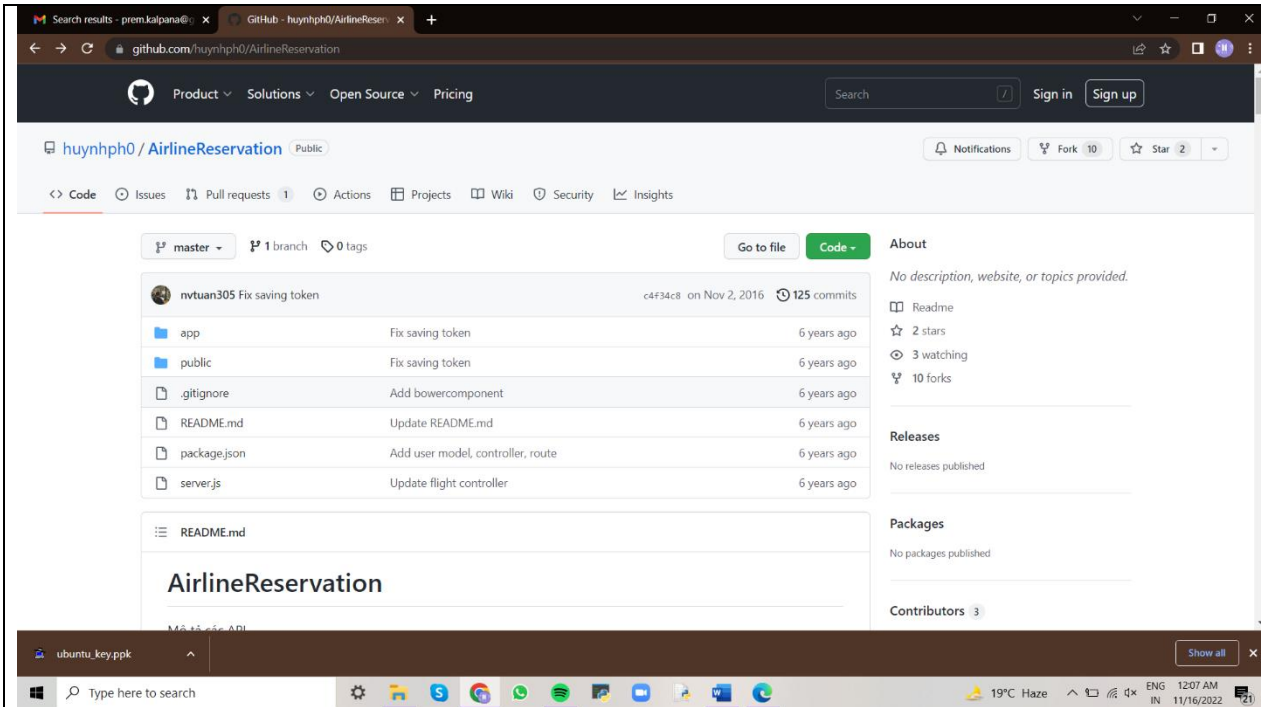 Search results - prem.kalpana@g
GitHub - huynhph0/AirlineReserv
github.com/huynhph0/AirlineReservation
Product Solutions Open Source Pricing Search / Sign in Sign up
huynhph0 / AirlineReservation Public Notifications Fork 10 Star 2
<> Code Issues Pull requests 1 Actions Projects Wiki Security Insights
master 1 branch 0 tags Go to file Code
nvtuan305 Fix saving token c4f34c8 on Nov 2, 2016 125 commits
app Fix saving token 6 years ago
public Fix saving token 6 years ago
.gitignore Add bowercomponent 6 years ago
README.md Update README.md 6 years ago
package.json Add user model, controller, route 6 years ago
server.js Update flight controller 6 years ago
README.md
AirlineReservation
Mô tả các API
About
No description, website, or topics provided.
Readme
2 stars
3 watching
10 forks
Releases
No releases published
Packages
No packages published
Contributors 3
ubuntu_key.ppk Show all
Type here to search 19°C Haze ENG 12:07 AM
IN 11/16/2022 21